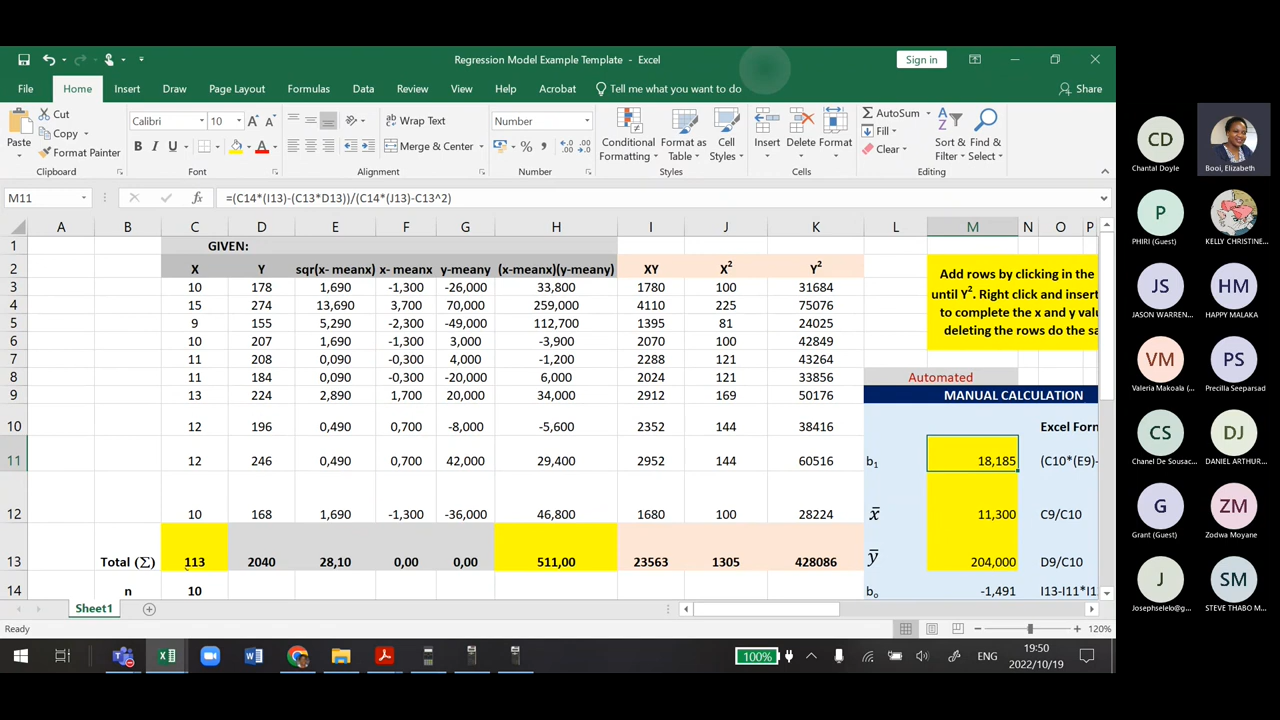 Regression Model Example Template - Excel
Sign in
File Home Insert Draw Page Layout Formulas Data Review View Help Acrobat Tell me what you want to do Share
Paste Cut Copy Format Painter Calibri 10 B I U A Wrap Text Merge & Center Number % Conditional Formatting Format as Table Cell Styles Insert Delete Format AutoSum Fill Clear Sort & Filter Find & Select
Clipboard Font Alignment Number Styles Cells Editing
M11 fx =(C14*(I13)-(C13*D13))/(C14*(J13)-C13^2)
A B C D E F G H I J K L M N O P
1 GIVEN:
2 X Y sqr(x- meanx) x- meanx y-meany (x-meanx)(y-meany) XY X² Y²
Add rows by clicking in the
until Y². Right click and insert
to complete the x and y valu
deleting the rows do the sa
3 10 178 1,690 -1,300 -26,000 33,800 1780 100 31684
4 15 274 13,690 3,700 70,000 259,000 4110 225 75076
5 9 155 5,290 -2,300 -49,000 112,700 1395 81 24025
6 10 207 1,690 -1,300 3,000 -3,900 2070 100 42849
7 11 208 0,090 -0,300 4,000 -1,200 2288 121 43264
8 11 184 0,090 -0,300 -20,000 6,000 2024 121 33856 Automated
9 13 224 2,890 1,700 20,000 34,000 2912 169 50176 MANUAL CALCULATION
10 12 196 0,490 0,700 -8,000 -5,600 2352 144 38416 Excel Forn
11 12 246 0,490 0,700 42,000 29,400 2952 144 60516 b₁ 18,185 (C10*(E9)-
12 10 168 1,690 -1,300 -36,000 46,800 1680 100 28224 x̄ 11,300 C9/C10
13 Total (Σ) 113 2040 28,10 0,00 0,00 511,00 23563 1305 428086 ȳ 204,000 D9/C10
14 n 10 b₀ -1,491 I13-I11*I1
Sheet1
Ready 120%
100% ENG 19:50
2022/10/19
CD
Chantal Doyle
Booi, Elizabeth
P
PHIRI (Guest)
KELLY CHRISTINE...
JS
JASON WARREN...
HM
HAPPY MALAKA
VM
Valeria Makoala (...
PS
Precilla Seeparsad
CS
Chanel De Sousac...
DJ
DANIEL ARTHUR...
G
Grant (Guest)
ZM
Zodwa Moyane
J
Josephselelo@g...
SM
STEVE THABO M...